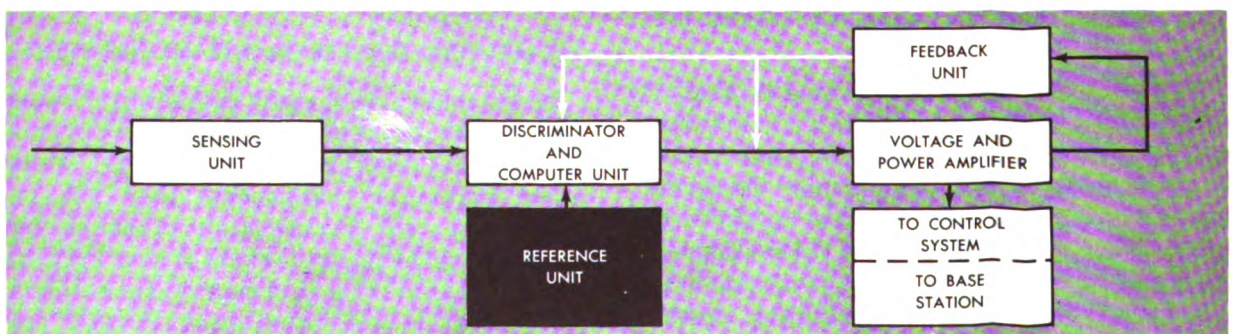 FEEDBACK
UNIT
SENSING
UNIT
DISCRIMINATOR
AND
COMPUTER UNIT
VOLTAGE AND
POWER AMPLIFIER
REFERENCE
UNIT
TO CONTROL
SYSTEM
TO BASE
STATION